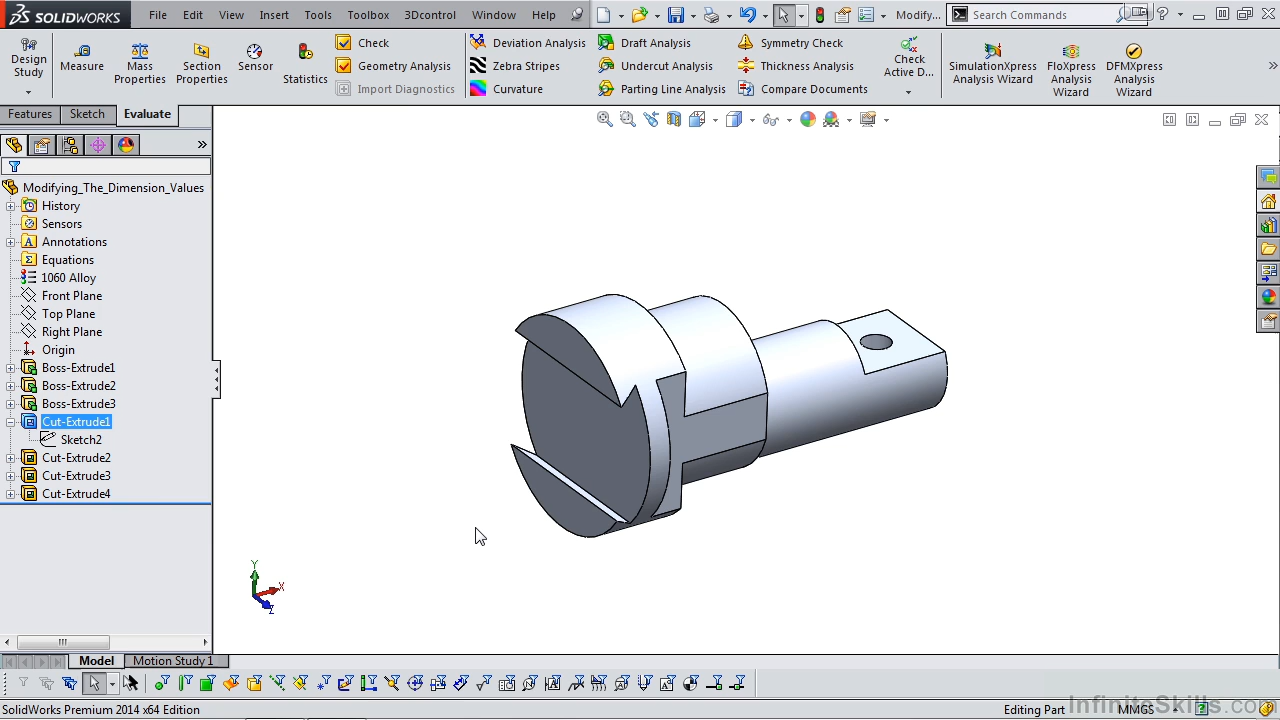 SOLIDWORKS File Edit View Insert Tools Toolbox 3Dcontrol Window Help Modify... Search Commands
Design Study Measure Mass Properties Section Properties Sensor Statistics
Check
Geometry Analysis
Import Diagnostics
Deviation Analysis
Zebra Stripes
Curvature
Draft Analysis
Undercut Analysis
Parting Line Analysis
Symmetry Check
Thickness Analysis
Compare Documents
Check Active D...
SimulationXpress Analysis Wizard
FloXpress Analysis Wizard
DFMXpress Analysis Wizard
Features Sketch Evaluate
Modifying_The_Dimension_Values
History
Sensors
Annotations
Equations
1060 Alloy
Front Plane
Top Plane
Right Plane
Origin
Boss-Extrude1
Boss-Extrude2
Boss-Extrude3
Cut-Extrude1
Sketch2
Cut-Extrude2
Cut-Extrude3
Cut-Extrude4
Y
X
Z
Model Motion Study 1
SolidWorks Premium 2014 x64 Edition Editing Part MMGS
InfiniteSkills.com